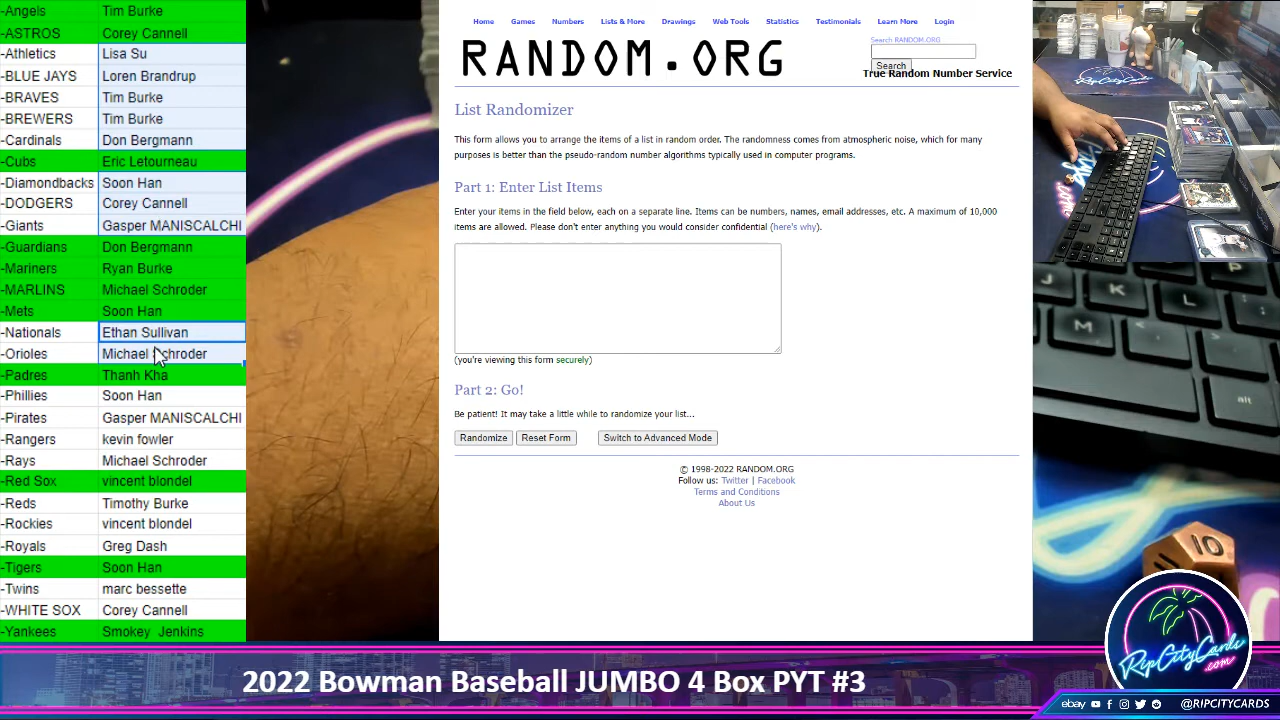 -Angels Tim Burke
-ASTROS Corey Cannell
-Athletics Lisa Su
-BLUE JAYS Loren Brandrup
-BRAVES Tim Burke
-BREWERS Tim Burke
-Cardinals Don Bergmann
-Cubs Eric Letourneau
-Diamondbacks Soon Han
-DODGERS Corey Cannell
-Giants Gasper MANISCALCHI
-Guardians Don Bergmann
-Mariners Ryan Burke
-MARLINS Michael Schroder
-Mets Soon Han
-Nationals Ethan Sullivan
-Orioles Michael Schroder
-Padres Thanh Kha
-Phillies Soon Han
-Pirates Gasper MANISCALCHI
-Rangers kevin fowler
-Rays Michael Schroder
-Red Sox vincent blondel
-Reds Timothy Burke
-Rockies vincent blondel
-Royals Greg Dash
-Tigers Soon Han
-Twins marc bessette
-WHITE SOX Corey Cannell
-Yankees Smokey Jenkins
Home Games Numbers Lists & More Drawings Web Tools Statistics Testimonials Learn More Login
RANDOM.ORG
Search RANDOM.ORG
Search
True Random Number Service
List Randomizer
This form allows you to arrange the items of a list in random order. The randomness comes from atmospheric noise, which for many
purposes is better than the pseudo-random number algorithms typically used in computer programs.
Part 1: Enter List Items
Enter your items in the field below, each on a separate line. Items can be numbers, names, email addresses, etc. A maximum of 10,000
items are allowed. Please don't enter anything you would consider confidential (here's why).
(you're viewing this form securely)
Part 2: Go!
Be patient! It may take a little while to randomize your list...
Randomize Reset Form Switch to Advanced Mode
© 1998-2022 RANDOM.ORG
Follow us: Twitter | Facebook
Terms and Conditions
About Us
K
L
M
alt
10
RipCityCards
.com
2022 Bowman Baseball JUMBO 4 Box PYT #3
ebay @RIPCITYCARDS